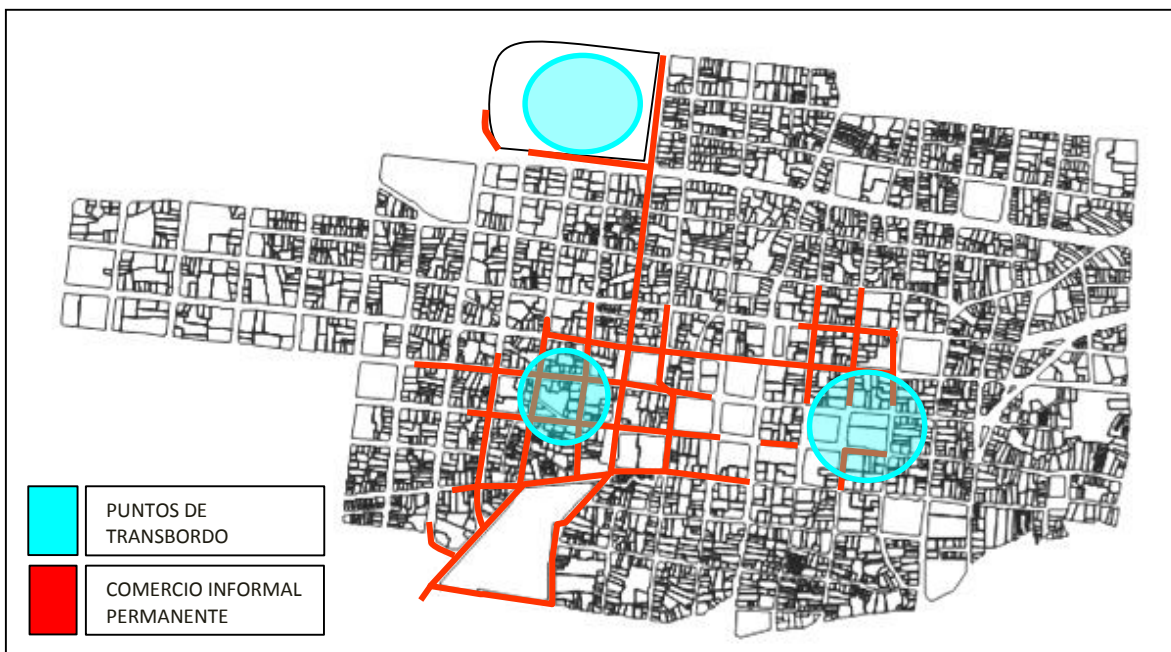 PUNTOS DE
TRANSBORDO
COMERCIO INFORMAL
PERMANENTE